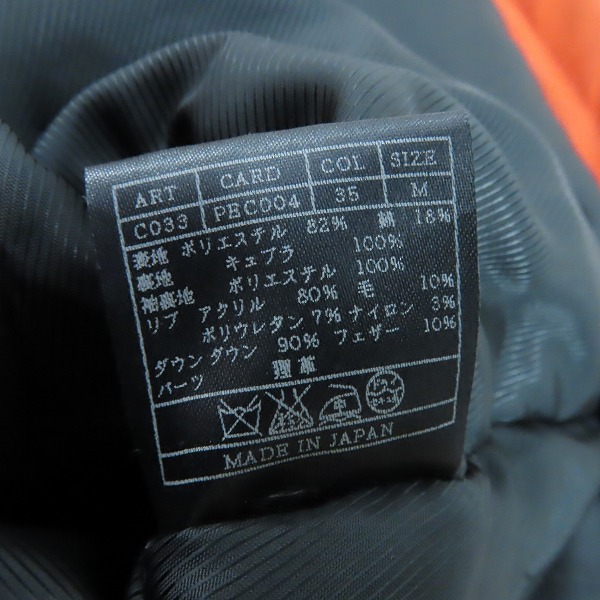 ART CARD COL SIZE
C033 PEC004 35 M
表地 ポリエステル 82% 綿 18%
裏地 キュプラ 100%
袖裏地 ポリエステル 100%
リブ アクリル 80% 毛 10%
ポリウレタン 7% ナイロン 3%
ダウン ダウン 90% フェザー 10%
パーツ 羊革
MADE IN JAPAN